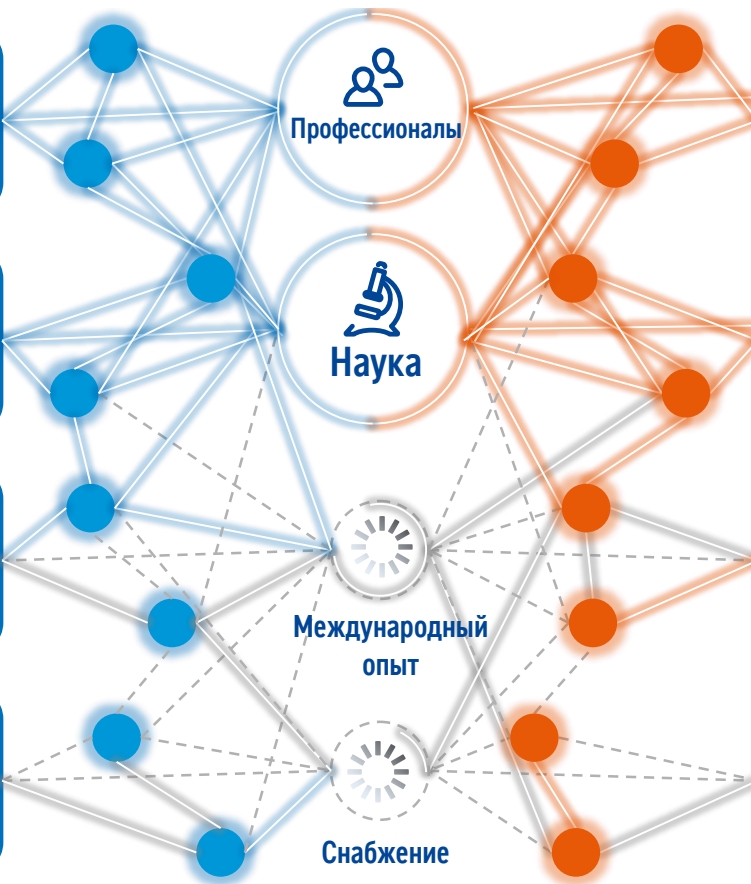 Профессионалы
Наука
Международный
опыт
Снабжение